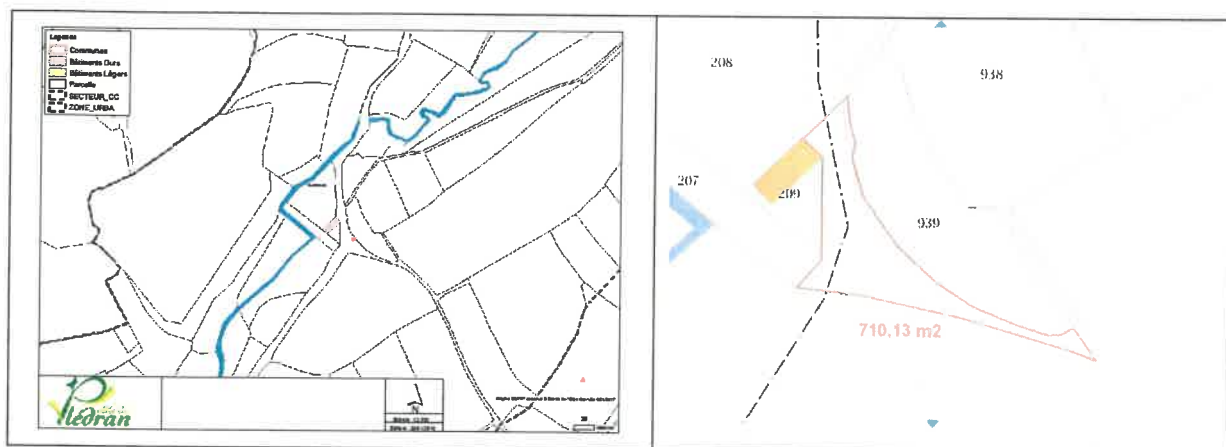 Légende
Communes
Bâtiments Durs
Bâtiments Légers
Parcelle
SECTEUR_CC
ZONE_URBA
Plédran
N
208
938
207
209
939
710,13 m2